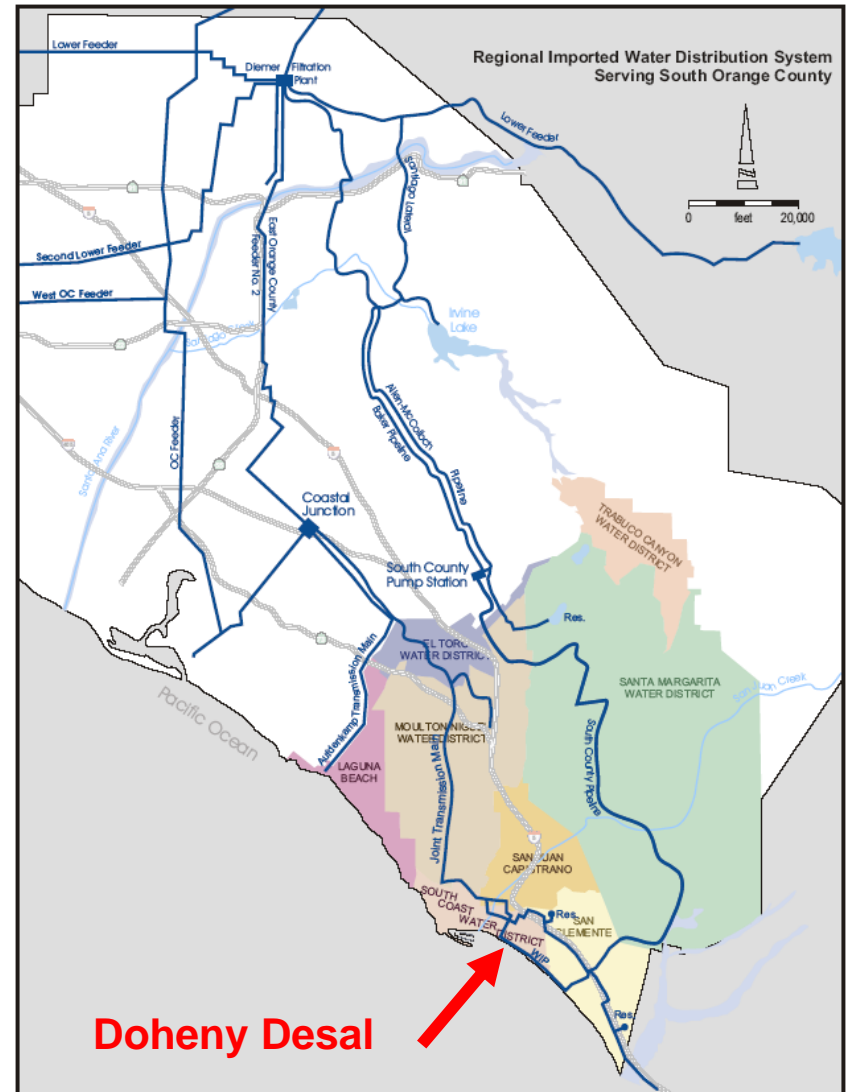 Regional Imported Water Distribution System
Serving South Orange County
0 feet 20,000
Lower Feeder
Diemer Filtration
Plant
Lower Feeder
Santiago Lateral
East Orange County
Feeder No. 2
Second Lower Feeder
West OC Feeder
Irvine
Lake
Santa Ana River
OC Feeder
Allen-McColloch
Pipeline
Baker Pipeline
Coastal
Junction
South County
Pump Station
TRABUCO CANYON
WATER DISTRICT
Res.
EL TORO
WATER DISTRICT
SANTA MARGARITA
WATER DISTRICT
San Juan Creek
Aufdenkamp Transmission Main
Pacific Ocean
MOULTON NIGUEL
WATER DISTRICT
LAGUNA
BEACH
Joint Transmission Main
South County Pipeline
SAN JUAN
CAPISTRANO
SOUTH
COAST
WATER DISTRICT
Res.
SAN
CLEMENTE
WIP
Res.
Doheny Desal